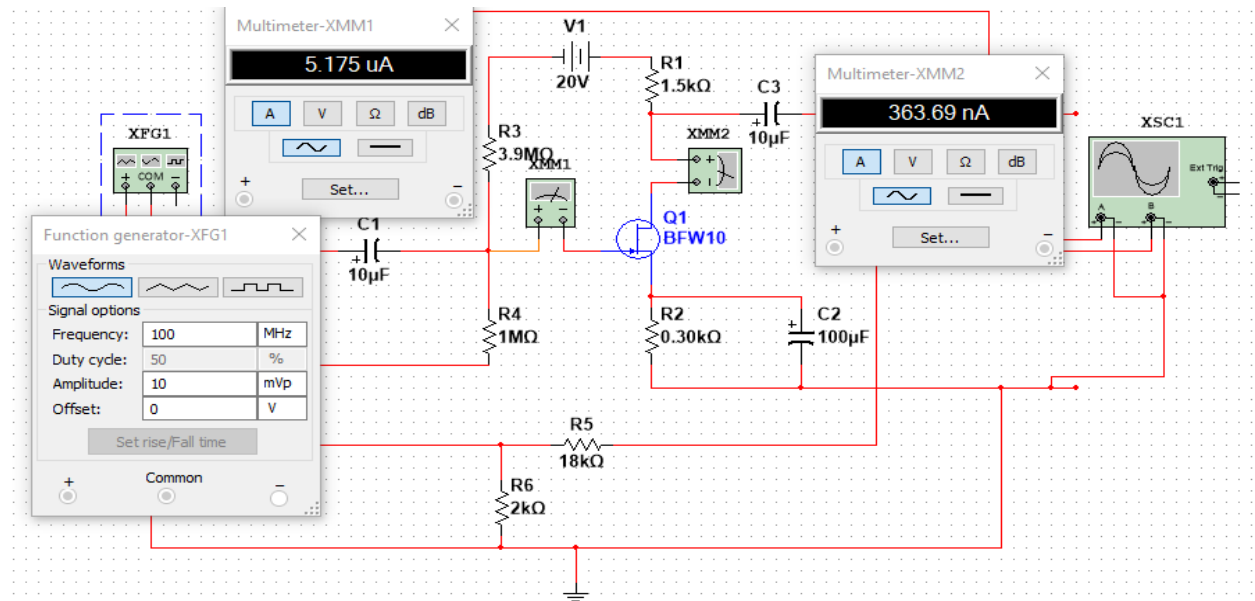 Multimeter-XMM1
5.175 uA
A V Ω dB
+ Set... −
V1
20V
R1
1.5kΩ
C3
10µF
Multimeter-XMM2
363.69 nA
A V Ω dB
+ Set... −
XFG1
+ COM −
R3
3.9MΩ
XMM1
+ −
XMM2
+
−
XSC1
Ext Trig
+
−
A B
+ − + −
Q1
BFW10
C1
+
10µF
Function generator-XFG1
Waveforms
Signal options
Frequency: 100 MHz
Duty cycle: 50 %
Amplitude: 10 mVp
Offset: 0 V
Set rise/Fall time
+ Common −
R4
1MΩ
R2
0.30kΩ
C2
+
100µF
R5
18kΩ
R6
2kΩ